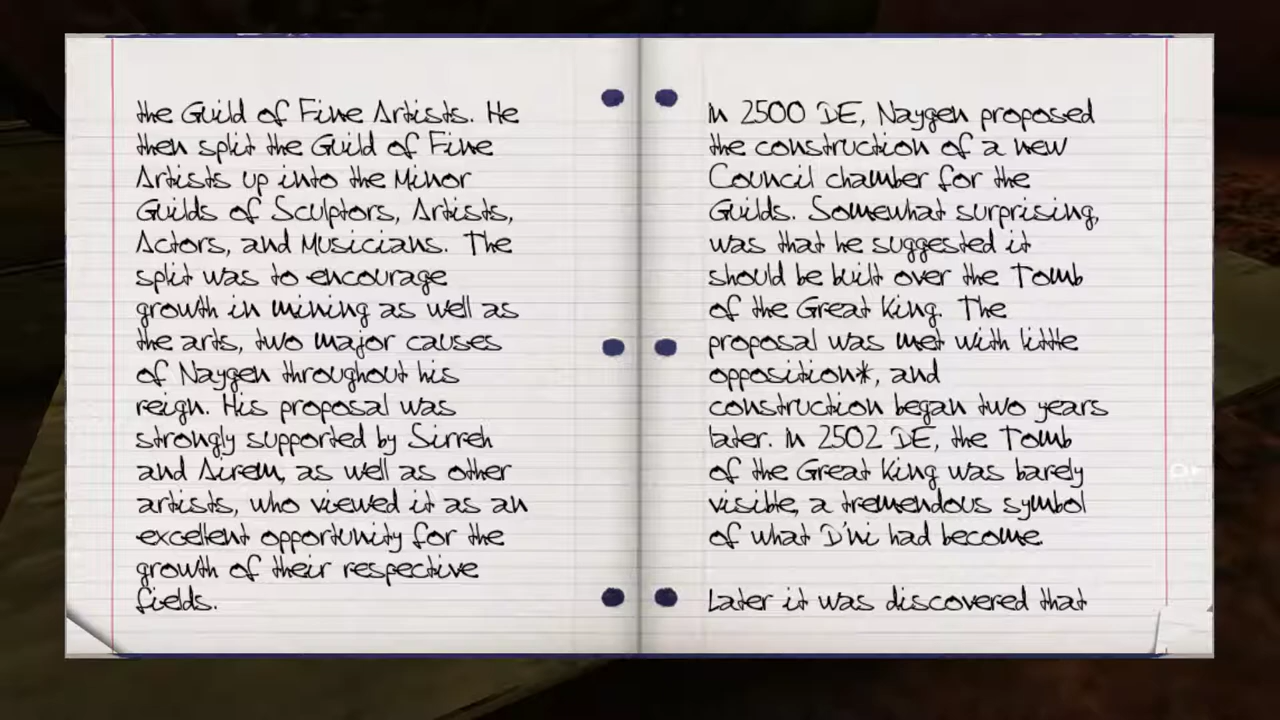 the Guild of Fine Artists. He
then split the Guild of Fine
Artists up into the Minor
Guilds of Sculptors, Artists,
Actors, and Musicians. The
split was to encourage
growth in mining as well as
the arts, two major causes
of Naygen throughout his
reign. His proposal was
strongly supported by Sirreh
and Airem, as well as other
artists, who viewed it as an
excellent opportunity for the
growth of their respective
fields.
In 2500 DE, Naygen proposed
the construction of a new
Council chamber for the
Guilds. Somewhat surprising,
was that he suggested it
should be built over the Tomb
of the Great King. The
proposal was met with little
opposition*, and
construction began two years
later. In 2502 DE, the Tomb
of the Great King was barely
visible, a tremendous symbol
of what D'ni had become.
Later it was discovered that